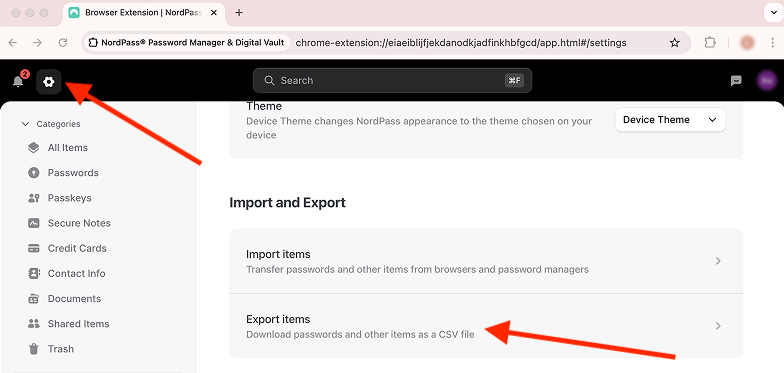 Browser Extension | NordPas
NordPass® Password Manager & Digital Vault
chrome-extension://eiaeiblijfjekdanodkjadfinkhbfgcd/app.html#/settings
2
Search
⌘F
Theme
Device Theme changes NordPass appearance to the theme chosen on your
device
Device Theme
Categories
All Items
Passwords
Passkeys
Secure Notes
Credit Cards
Contact Info
Documents
Shared Items
Trash
Import and Export
Import items
Transfer passwords and other items from browsers and password managers
Export items
Download passwords and other items as a CSV file